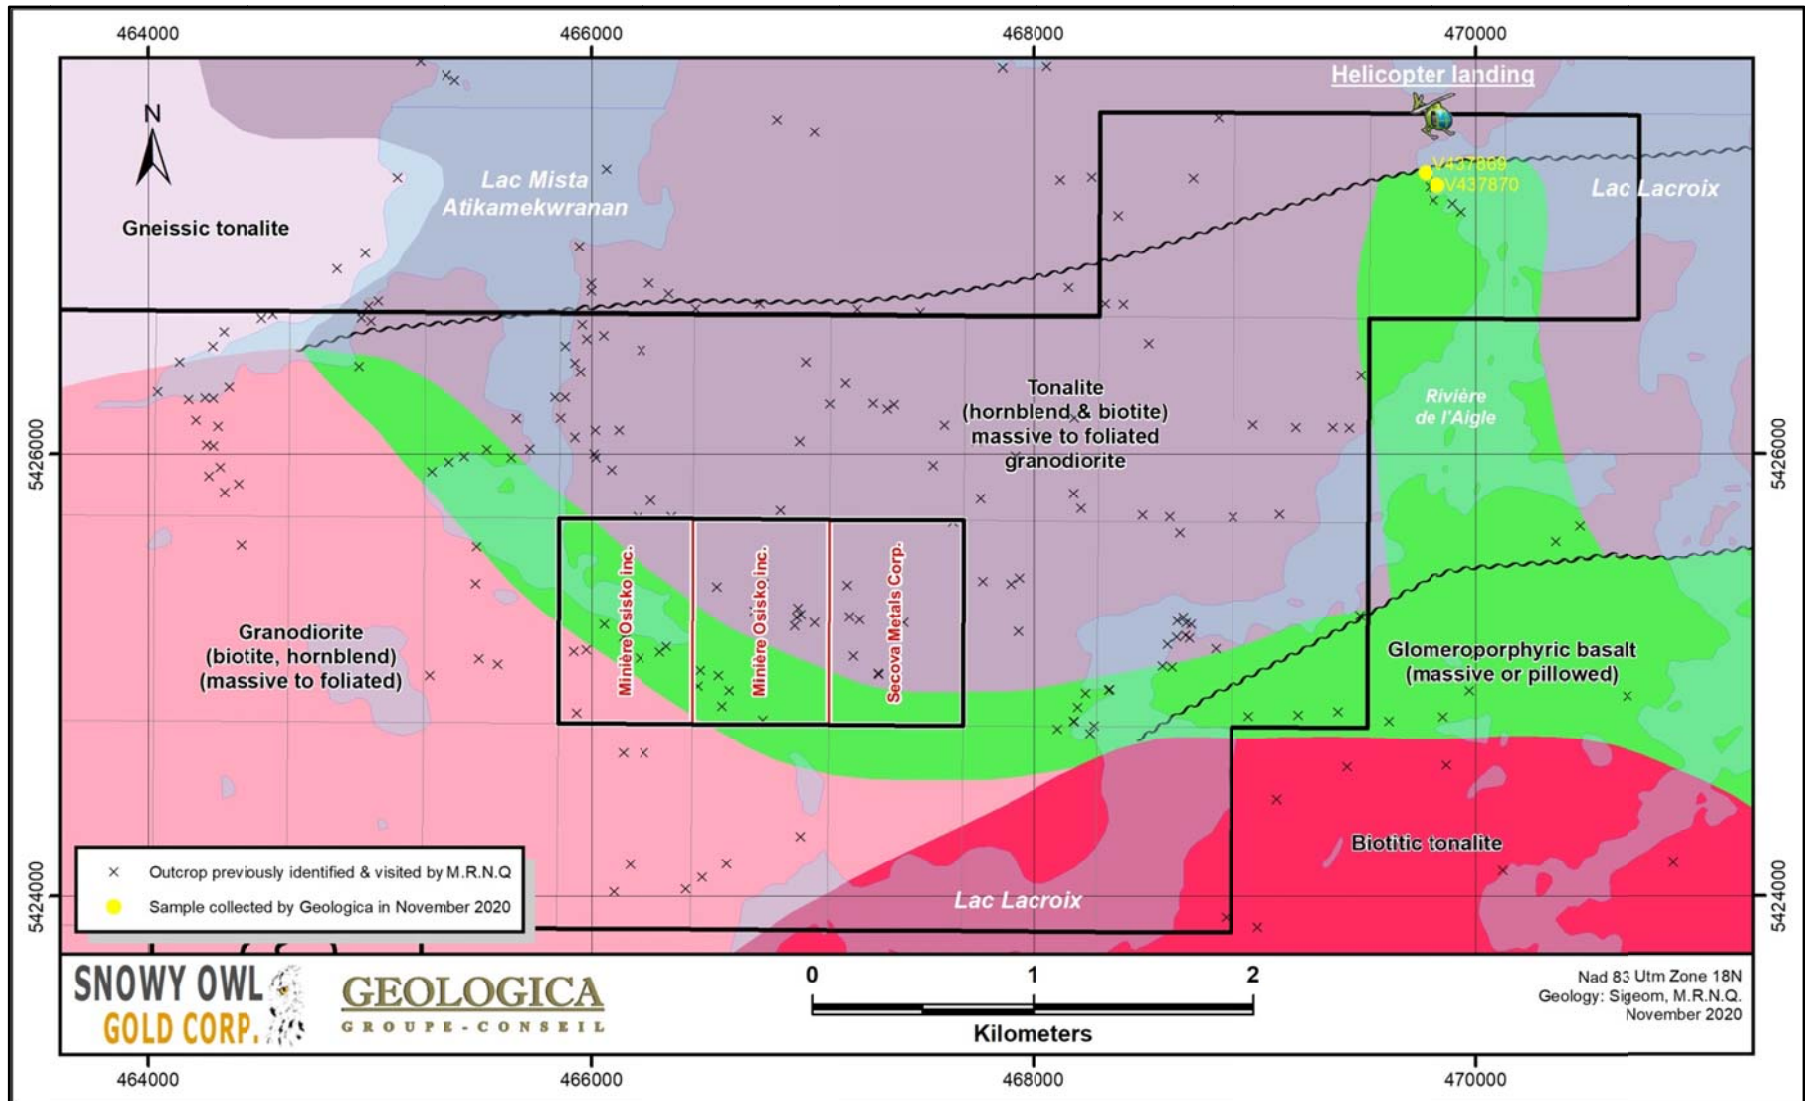 464000
466000
468000
470000
Helicopter landing
N
V437869
V437870
Lac Mista
Atikamekwranan
Lac Lacroix
Gneissic tonalite
Tonalite
(hornblend & biotite)
massive to foliated
granodiorite
Rivière
de l'Aigle
5426000
5426000
Minière Osisko inc.
Minière Osisko inc.
Secova Metals Corp.
Granodiorite
(biotite, hornblend)
(massive to foliated)
Glomeroporphyric basalt
(massive or pillowed)
Biotitic tonalite
Lac Lacroix
5424000
5424000
Outcrop previously identified & visited by M.R.N.Q
Sample collected by Geologica in November 2020
SNOWY OWL
GOLD CORP.
GEOLOGICA
GROUPE-CONSEIL
0
1
2
Kilometers
Nad 83 Utm Zone 18N
Geology: Sigeom, M.R.N.Q.
November 2020
464000
466000
468000
470000